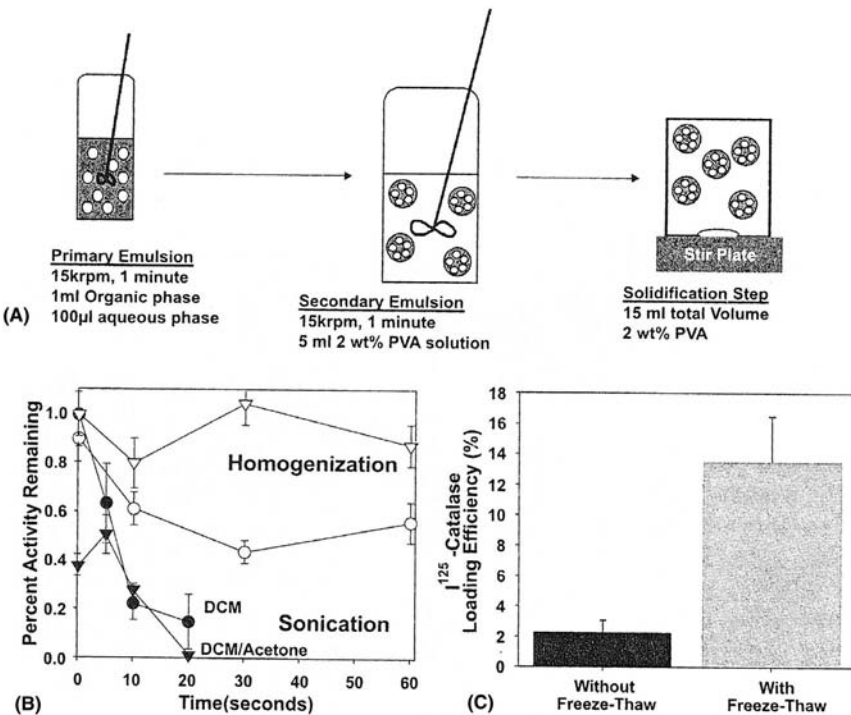 Primary Emulsion
15krpm, 1 minute
1ml Organic phase
100µl aqueous phase
(A)
Secondary Emulsion
15krpm, 1 minute
5 ml 2 wt% PVA solution
Stir Plate
Solidification Step
15 ml total Volume
2 wt% PVA
Percent Activity Remaining
1.0
0.8
0.6
0.4
0.2
0.0
Homogenization
Sonication
DCM
DCM/Acetone
0 10 20 30 40 50 60
Time(seconds)
(B)
I125-Catalase
Loading Efficiency (%)
18
16
14
12
10
8
6
4
2
0
Without
Freeze-Thaw
With
Freeze-Thaw
(C)